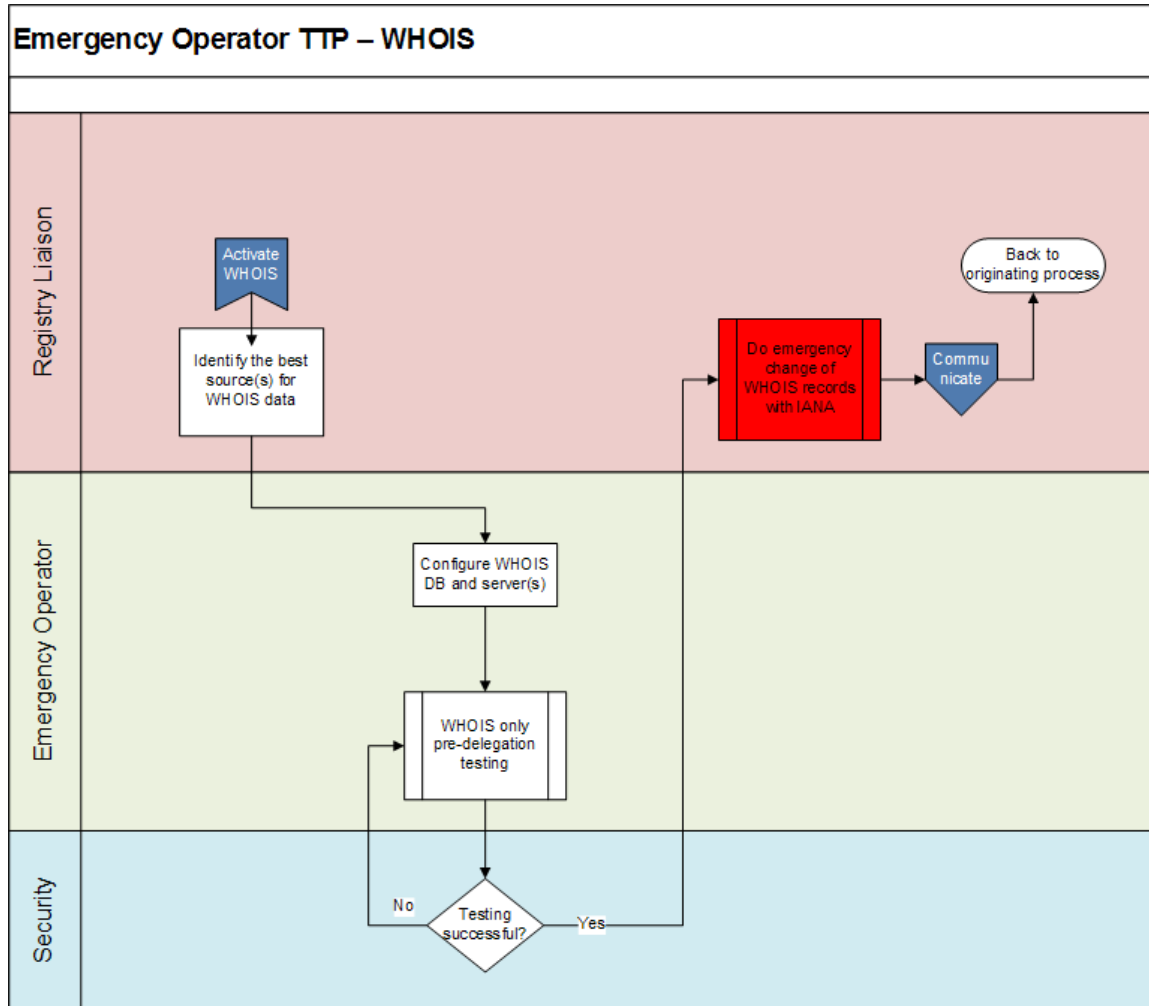 Emergency Operator TTP – WHOIS
Registry Liaison
Activate
WHOIS
Identify the best
source(s) for
WHOIS data
Do emergency
change of
WHOIS records
with IANA
Commu
nicate
Back to
originating process
Emergency Operator
Configure WHOIS
DB and server(s)
WHOIS only
pre-delegation
testing
Security
Testing
successful?
No
Yes